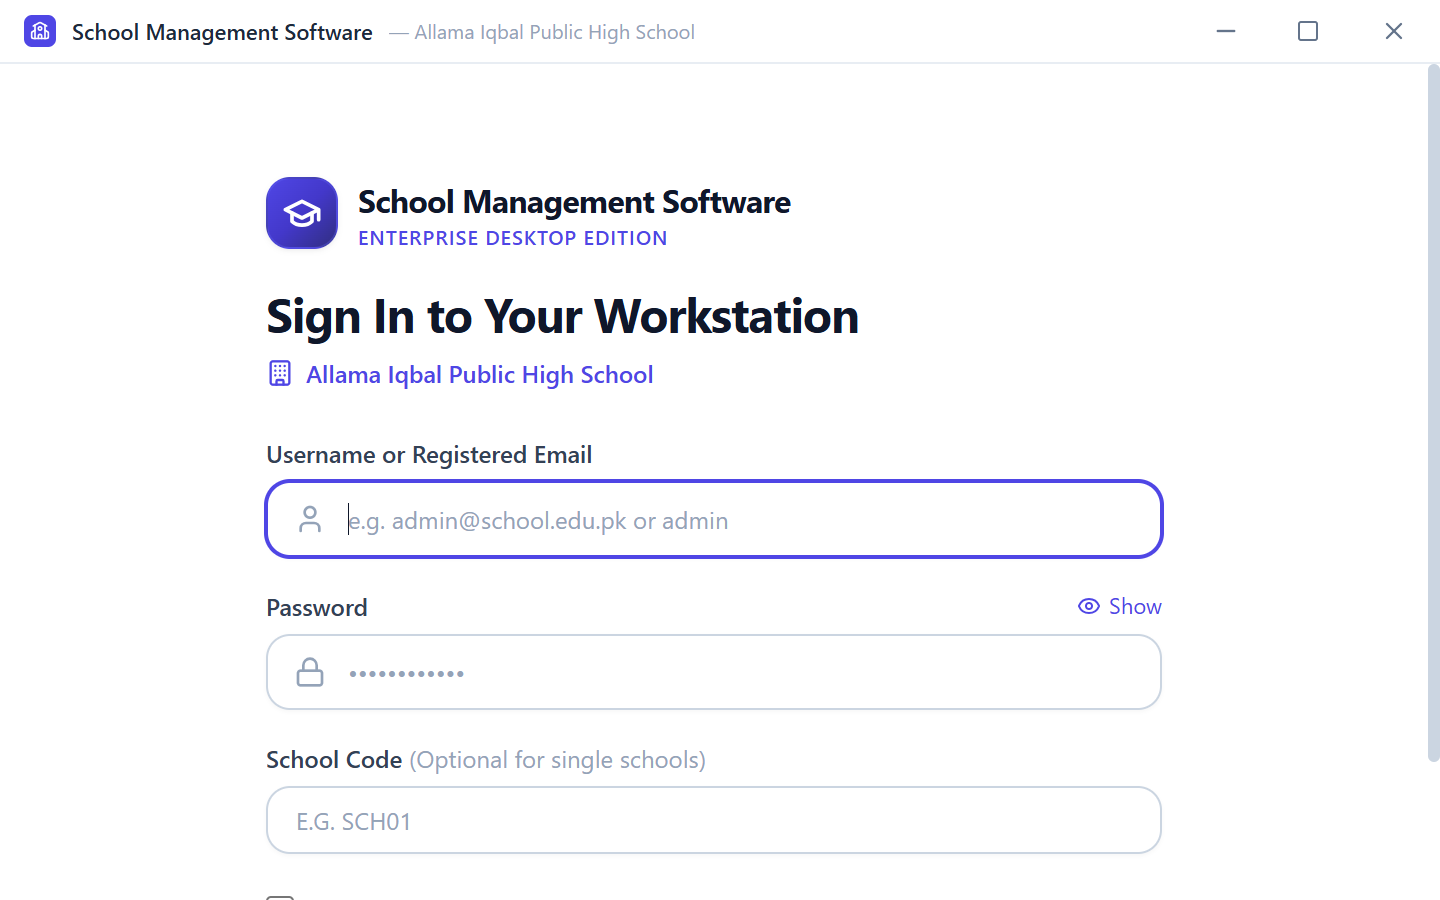 School Management Software — Allama Iqbal Public High School
School Management Software
ENTERPRISE DESKTOP EDITION
Sign In to Your Workstation
Allama Iqbal Public High School
Username or Registered Email
e.g. admin@school.edu.pk or admin
Password
Show
••••••••••••
School Code (Optional for single schools)
E.G. SCH01